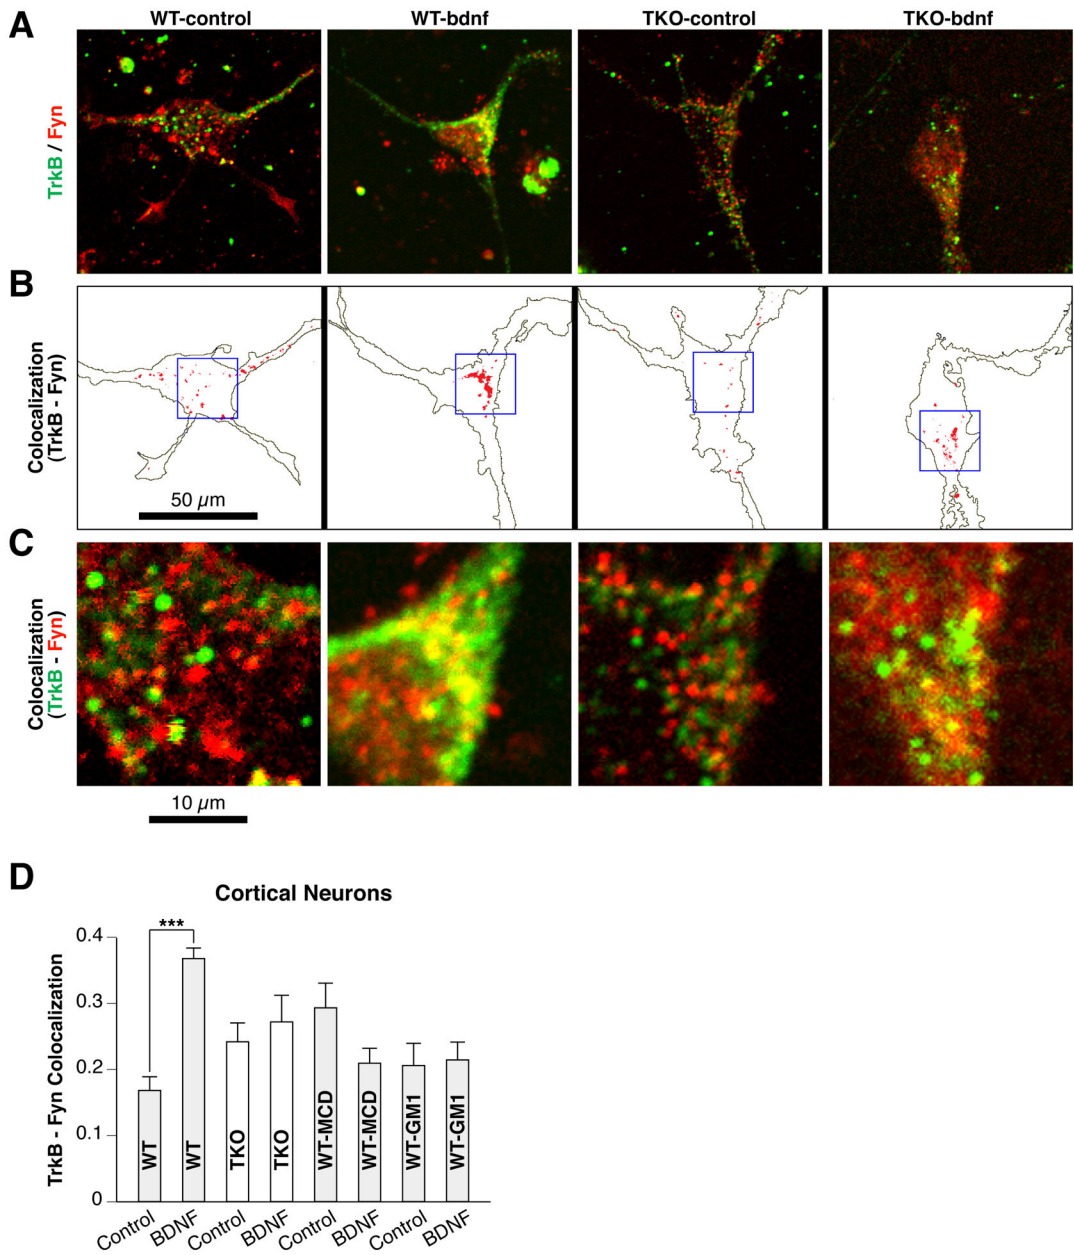 A
WT-control WT-bdnf TKO-control TKO-bdnf
TrkB / Fyn
B
Colocalization
(TrkB - Fyn)
50 µm
C
Colocalization
(TrkB - Fyn)
10 µm
D
Cortical Neurons
TrkB - Fyn Colocalization
0.4
0.3
0.2
0.1
0
***
WT WT TKO TKO WT-MCD WT-MCD WT-GM1 WT-GM1
Control BDNF Control BDNF Control BDNF Control BDNF